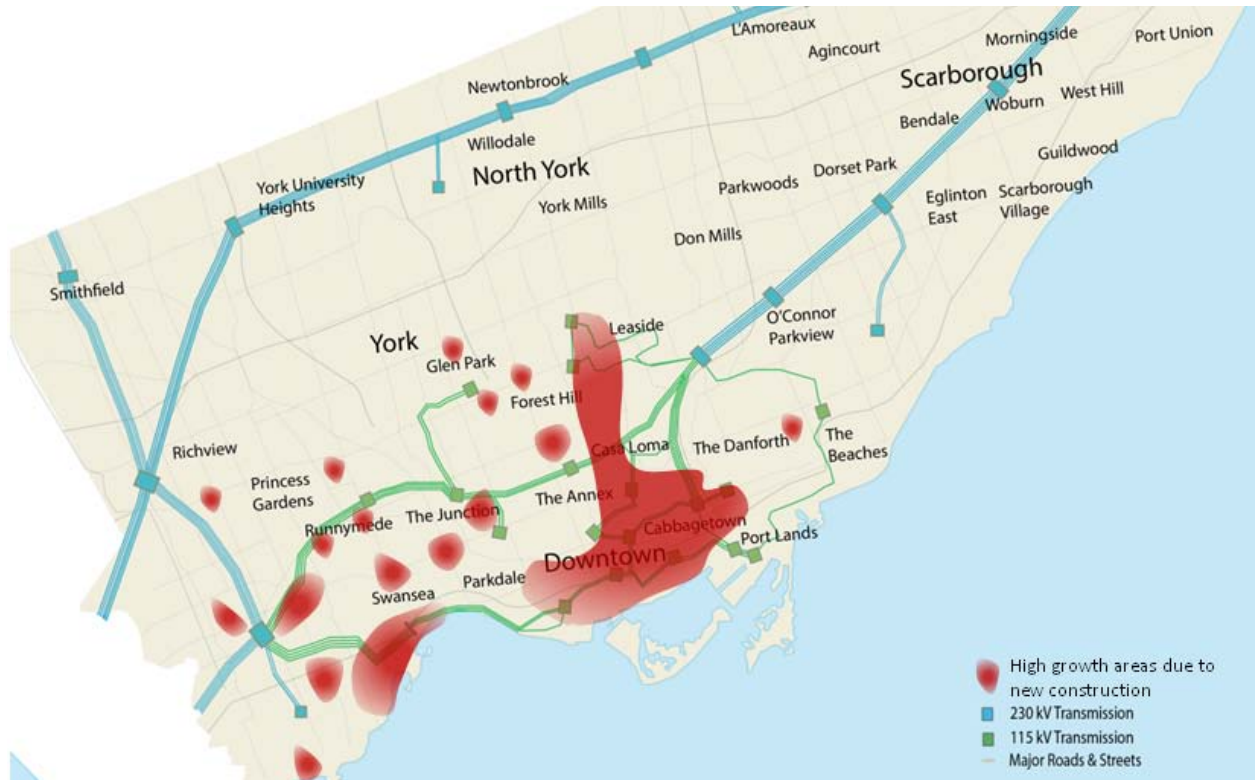 L'Amoreaux
Agincourt
Morningside
Port Union
Scarborough
Newtonbrook
Woburn
West Hill
Bendale
Willodale
Guildwood
North York
Dorset Park
York University
Heights
Parkwoods
Eglinton
East
Scarborough
Village
York Mills
Don Mills
Smithfield
O'Connor
Parkview
Leaside
York
Glen Park
Forest Hill
Casa Loma
The Danforth
The
Beaches
Richview
Princess
Gardens
The Annex
Runnymede
The Junction
Cabbagetown
Port Lands
Downtown
Parkdale
Swansea
High growth areas due to
new construction
230 kV Transmission
115 kV Transmission
Major Roads & Streets